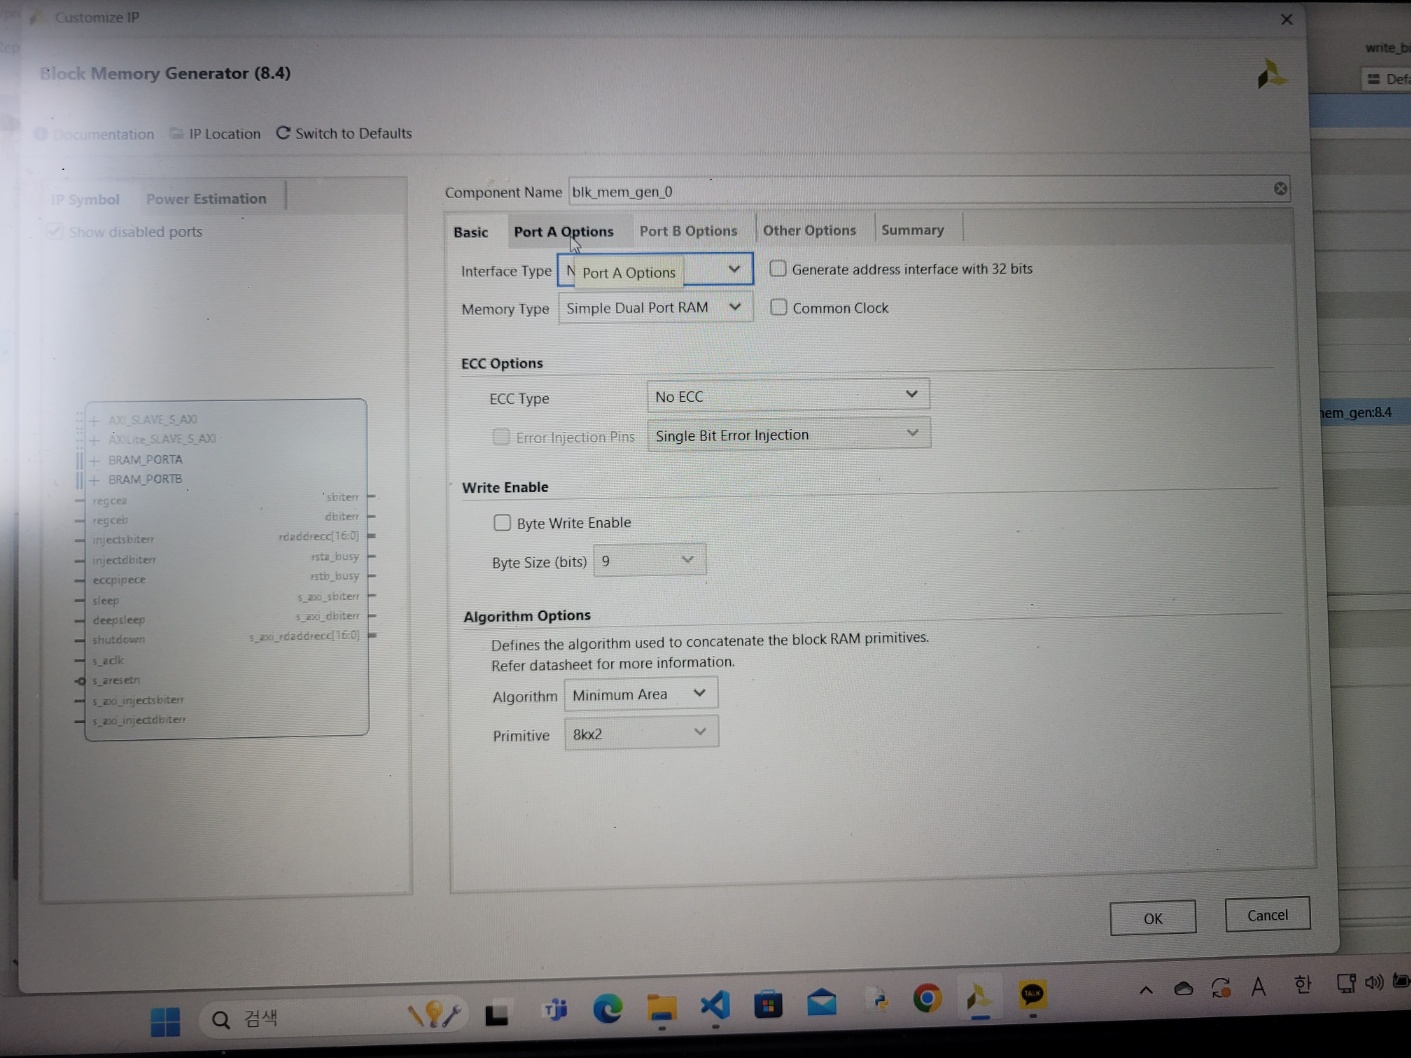 Customize IP
write_b
Block Memory Generator (8.4)
Defa
Documentation IP Location Switch to Defaults
IP Symbol Power Estimation
Show disabled ports
AXI_SLAVE_S_AXI
AXILite_SLAVE_S_AXI
BRAM_PORTA
BRAM_PORTB
regcea
regceb
injectsbiterr
injectdbiterr
eccpipece
sleep
deepsleep
shutdown
s_aclk
s_aresetn
s_axi_injectsbiterr
s_axi_injectdbiterr
sbiterr
dbiterr
rdaddrecc[16:0]
rsta_busy
rstb_busy
s_axi_sbiterr
s_axi_dbiterr
s_axi_rdaddrecc[16:0]
Component Name blk_mem_gen_0
Basic Port A Options Port B Options Other Options Summary
Interface Type N Port A Options Generate address interface with 32 bits
Memory Type Simple Dual Port RAM Common Clock
ECC Options
ECC Type No ECC
Error Injection Pins Single Bit Error Injection
Write Enable
Byte Write Enable
Byte Size (bits) 9
Algorithm Options
Defines the algorithm used to concatenate the block RAM primitives.
Refer datasheet for more information.
Algorithm Minimum Area
Primitive 8kx2
mem_gen:8.4
OK Cancel
검색
TALK
A 한